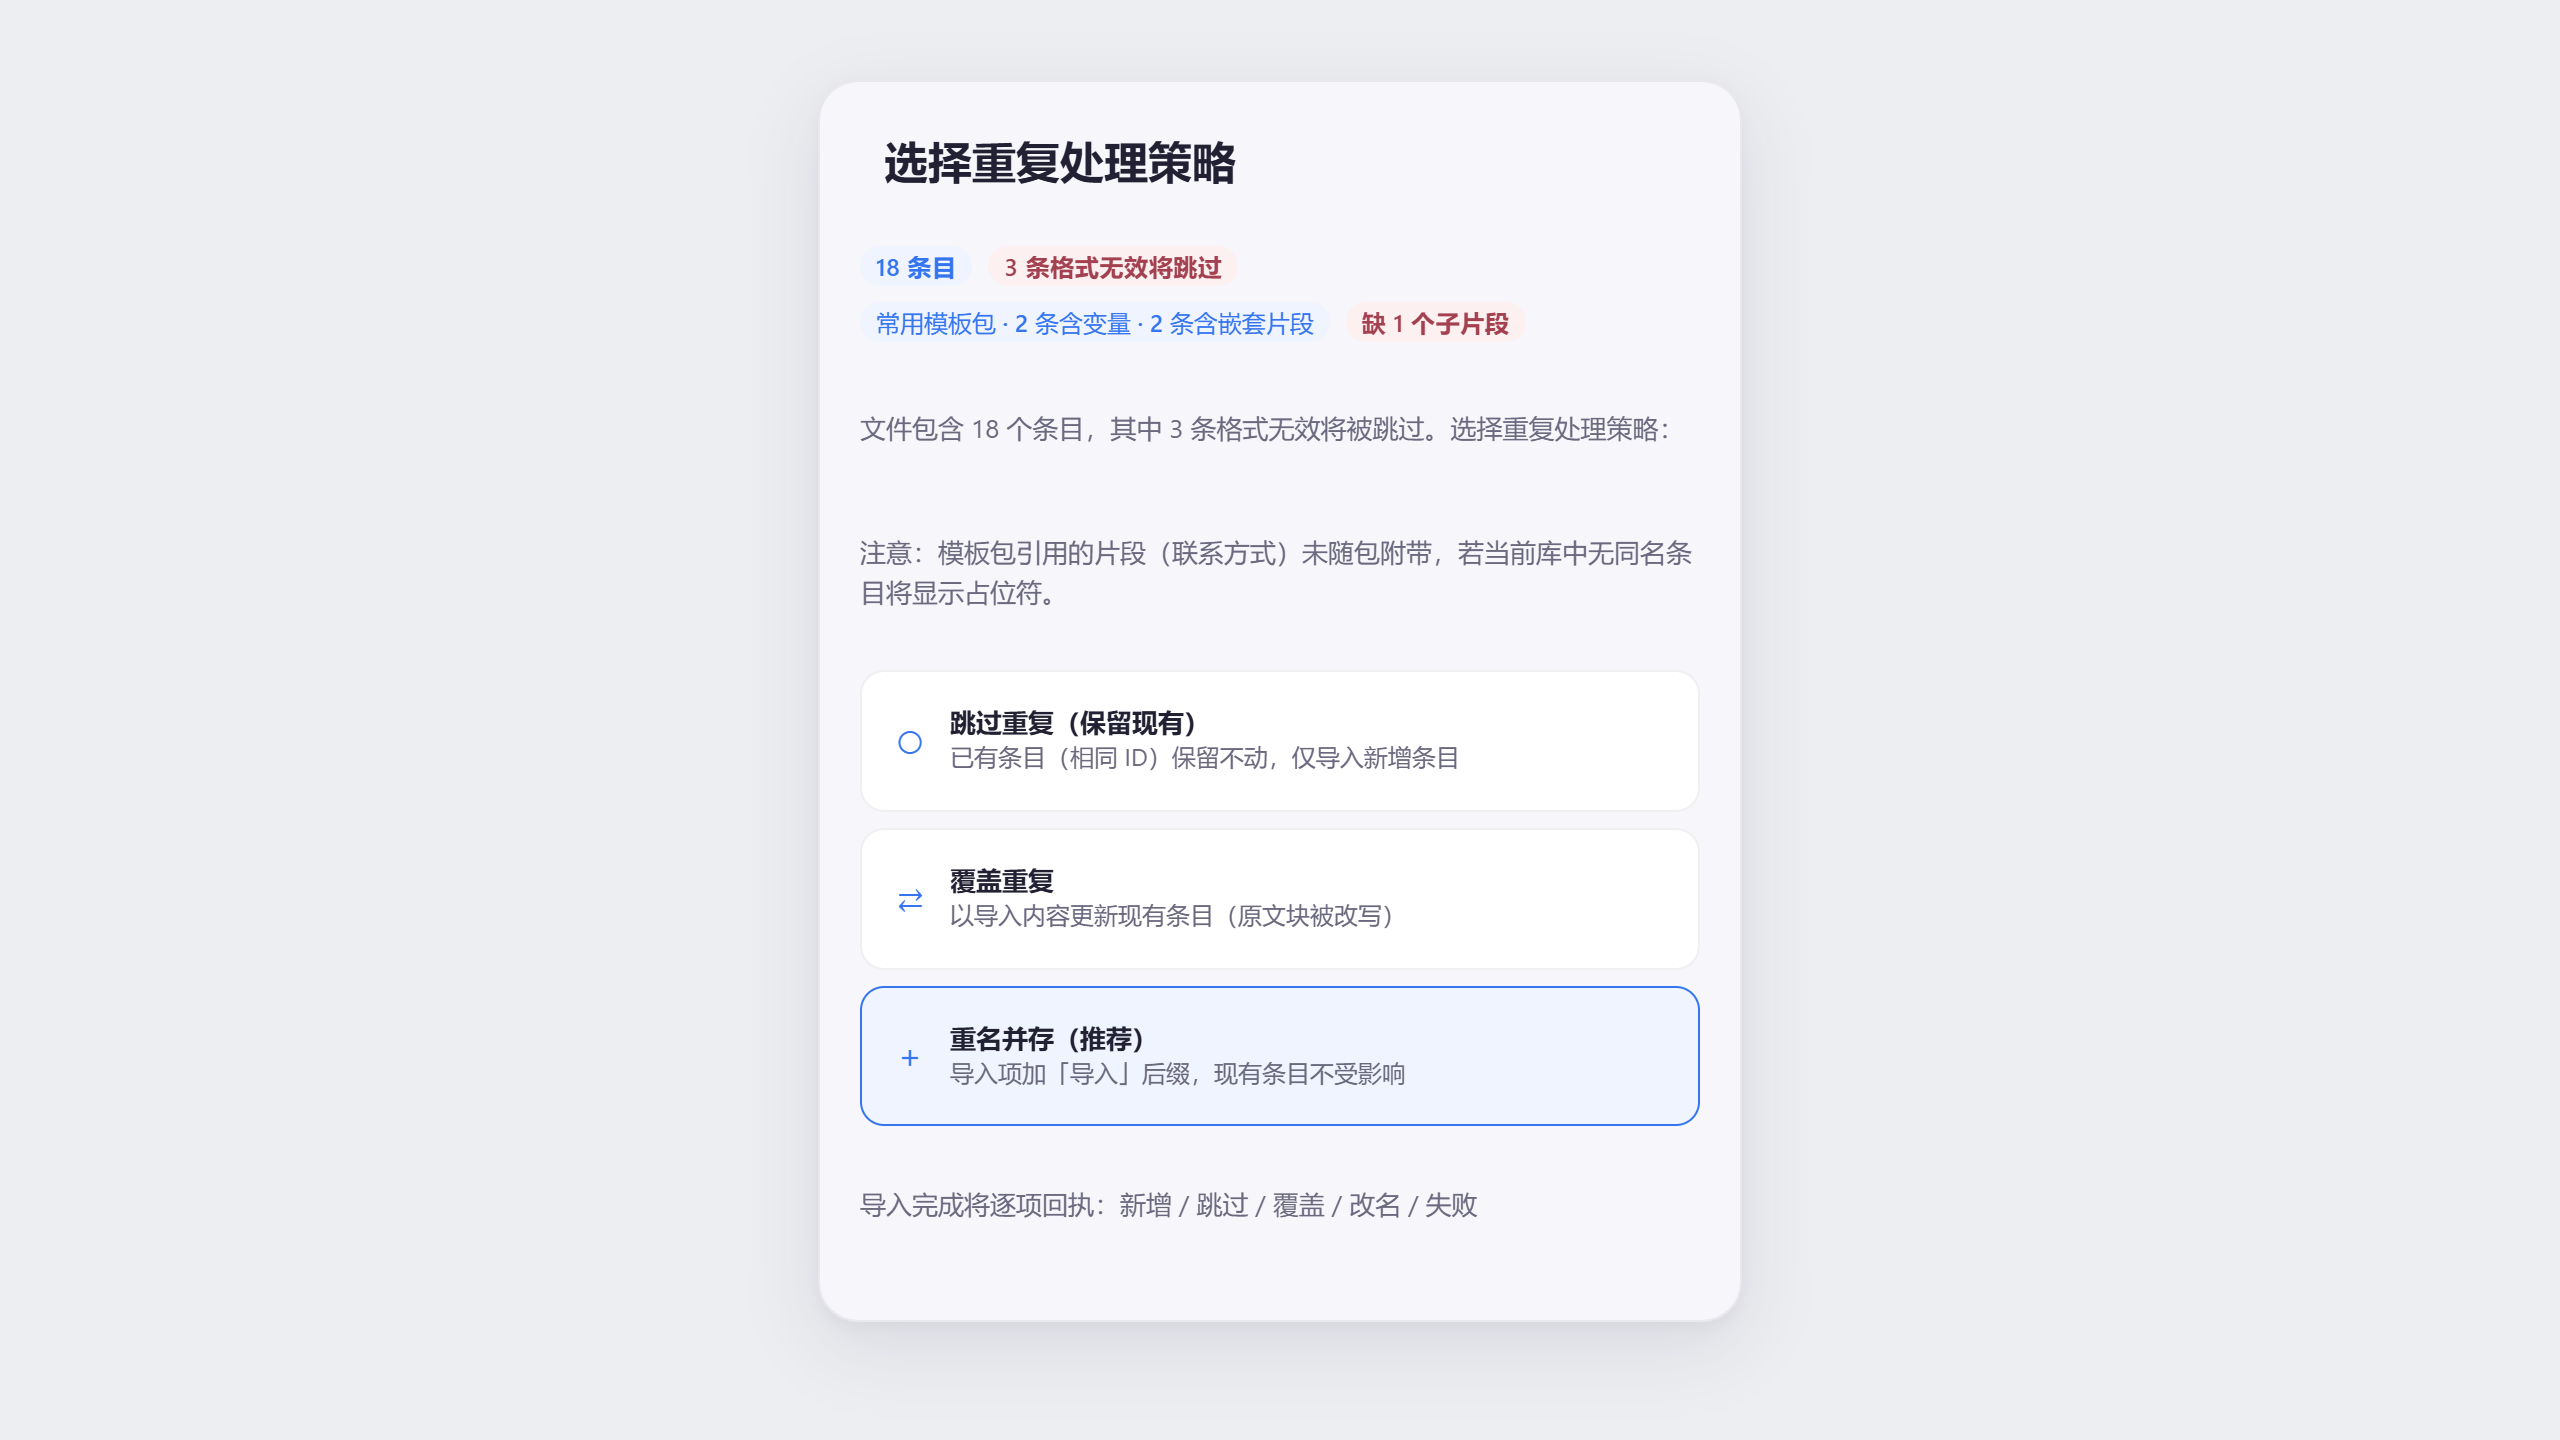 选择重复处理策略
18 条目 3 条格式无效将跳过
常用模板包 · 2 条含变量 · 2 条含嵌套片段 缺 1 个子片段
文件包含 18 个条目，其中 3 条格式无效将被跳过。选择重复处理策略：
注意：模板包引用的片段（联系方式）未随包附带，若当前库中无同名条
目将显示占位符。
跳过重复（保留现有）
已有条目（相同 ID）保留不动，仅导入新增条目
覆盖重复
以导入内容更新现有条目（原文块被改写）
重名并存（推荐）
导入项加「导入」后缀，现有条目不受影响
导入完成将逐项回执：新增 / 跳过 / 覆盖 / 改名 / 失败